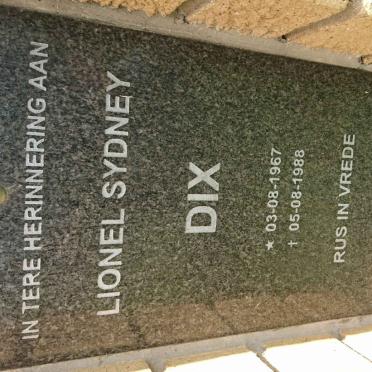 IN TERE HERINNERING AAN
LIONEL SYDNEY
DIX
★ 03-08-1967
† 05-08-1988
RUS IN VREDE